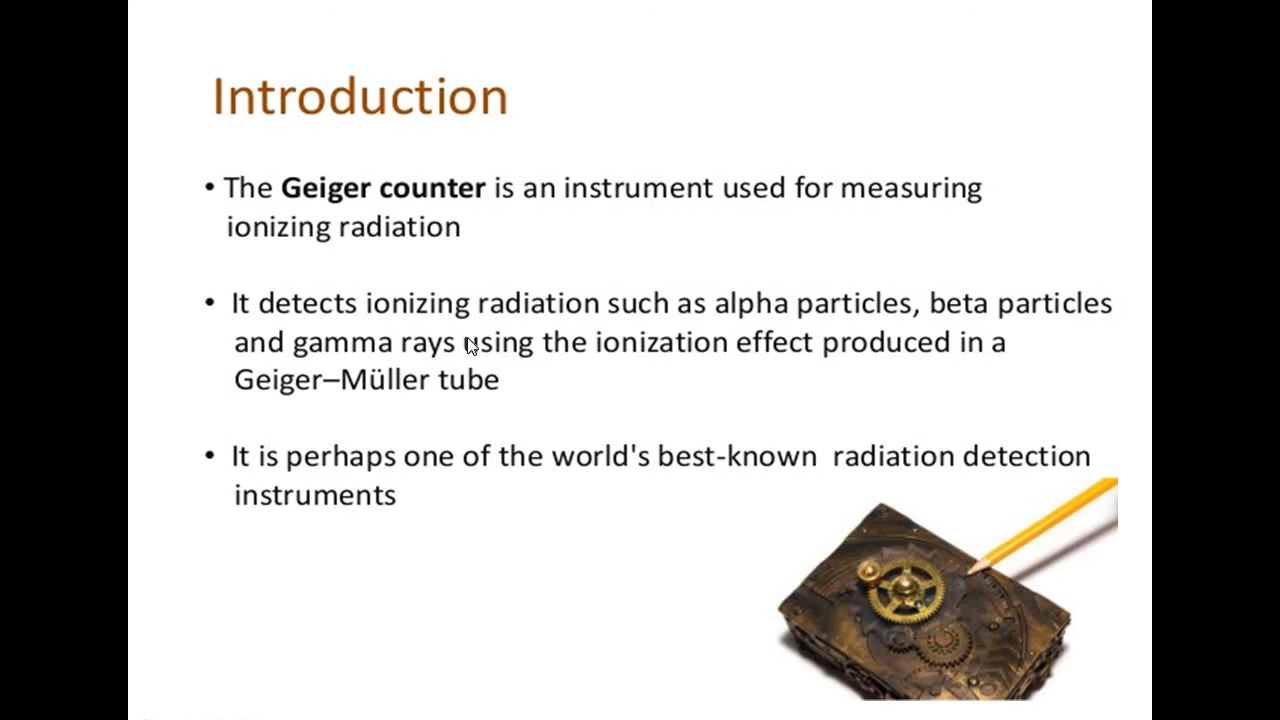 Introduction
• The Geiger counter is an instrument used for measuring
ionizing radiation
• It detects ionizing radiation such as alpha particles, beta particles
and gamma rays using the ionization effect produced in a
Geiger–Müller tube
• It is perhaps one of the world's best-known radiation detection
instruments